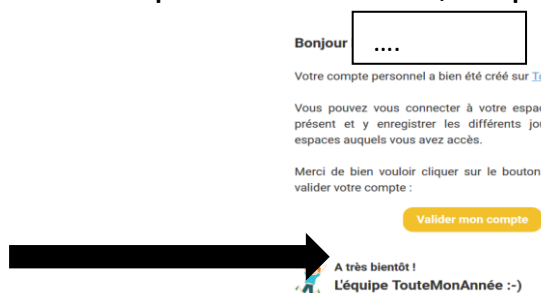 Bonjour ....
Votre compte personnel a bien été créé sur
Vous pouvez vous connecter à votre
présent et y enregistrer les différents
espaces auquels vous avez accès.
Merci de bien vouloir cliquer sur le bouton
valider votre compte :
Valider mon compte
A très bientôt !
L'équipe TouteMonAnnée :-)